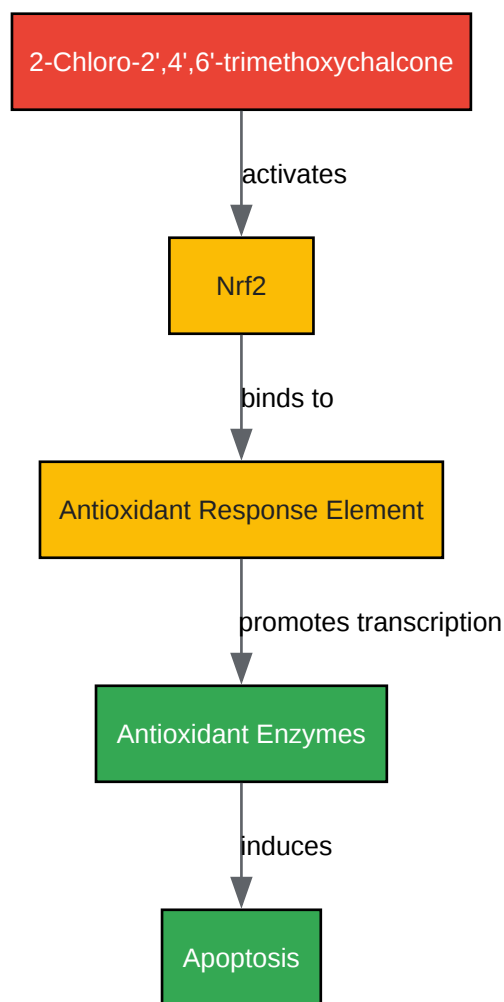 2-Chloro-2',4',6'-trimethoxychalcone
activates
Nrf2
binds to
Antioxidant Response Element
promotes transcription
Antioxidant Enzymes
induces
Apoptosis